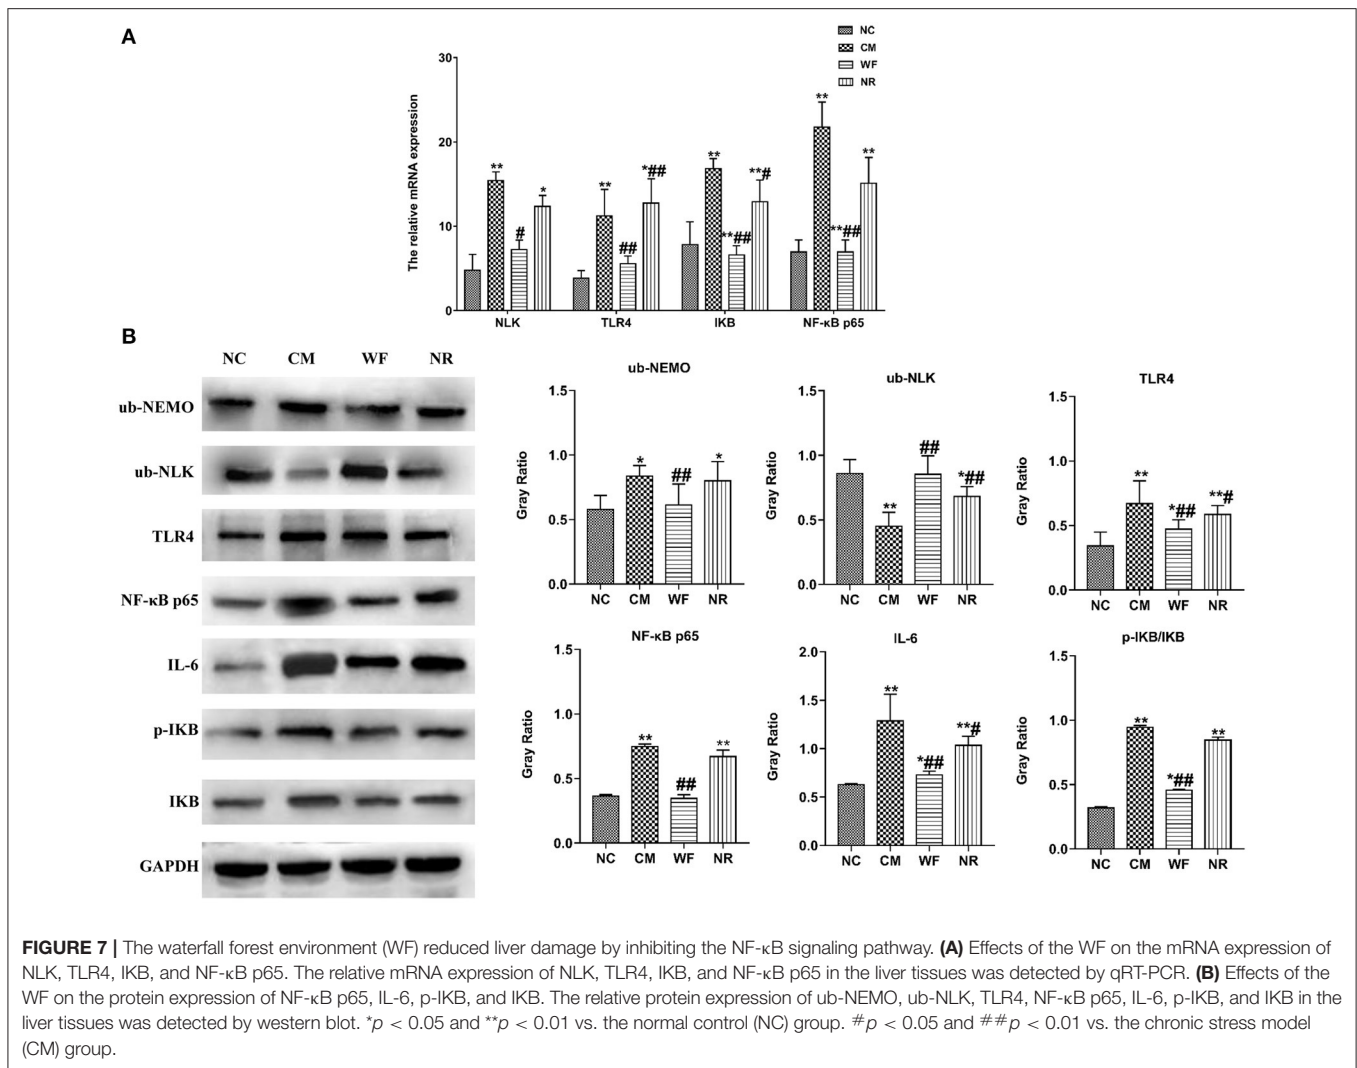 A
NC
CM
WF
NR
30
20
10
0
The relative mRNA expression
** # *
** ## *##
** **## **#
** **## **
NLK TLR4 IKB NF-κB p65
B
NC CM WF NR
ub-NEMO
ub-NLK
TLR4
NF-κB p65
IL-6
p-IKB
IKB
GAPDH
ub-NEMO
1.5
1.0
0.5
0.0
Gray Ratio
* ## *
NC CM WF NR
ub-NLK
1.5
1.0
0.5
0.0
Gray Ratio
** ## *##
NC CM WF NR
TLR4
1.5
1.0
0.5
0.0
Gray Ratio
** *## **#
NC CM WF NR
NF-κB p65
1.5
1.0
0.5
0.0
Gray Ratio
** ## **
NC CM WF NR
IL-6
2.0
1.5
1.0
0.5
0.0
Gray Ratio
** *## **#
NC CM WF NR
p-IKB/IKB
1.5
1.0
0.5
0.0
Gray Ratio
** *## **
NC CM WF NR
FIGURE 7 | The waterfall forest environment (WF) reduced liver damage by inhibiting the NF-κB signaling pathway. (A) Effects of the WF on the mRNA expression of
NLK, TLR4, IKB, and NF-κB p65. The relative mRNA expression of NLK, TLR4, IKB, and NF-κB p65 in the liver tissues was detected by qRT-PCR. (B) Effects of the
WF on the protein expression of NF-κB p65, IL-6, p-IKB, and IKB. The relative protein expression of ub-NEMO, ub-NLK, TLR4, NF-κB p65, IL-6, p-IKB, and IKB in the
liver tissues was detected by western blot. *p < 0.05 and **p < 0.01 vs. the normal control (NC) group. #p < 0.05 and ##p < 0.01 vs. the chronic stress model
(CM) group.